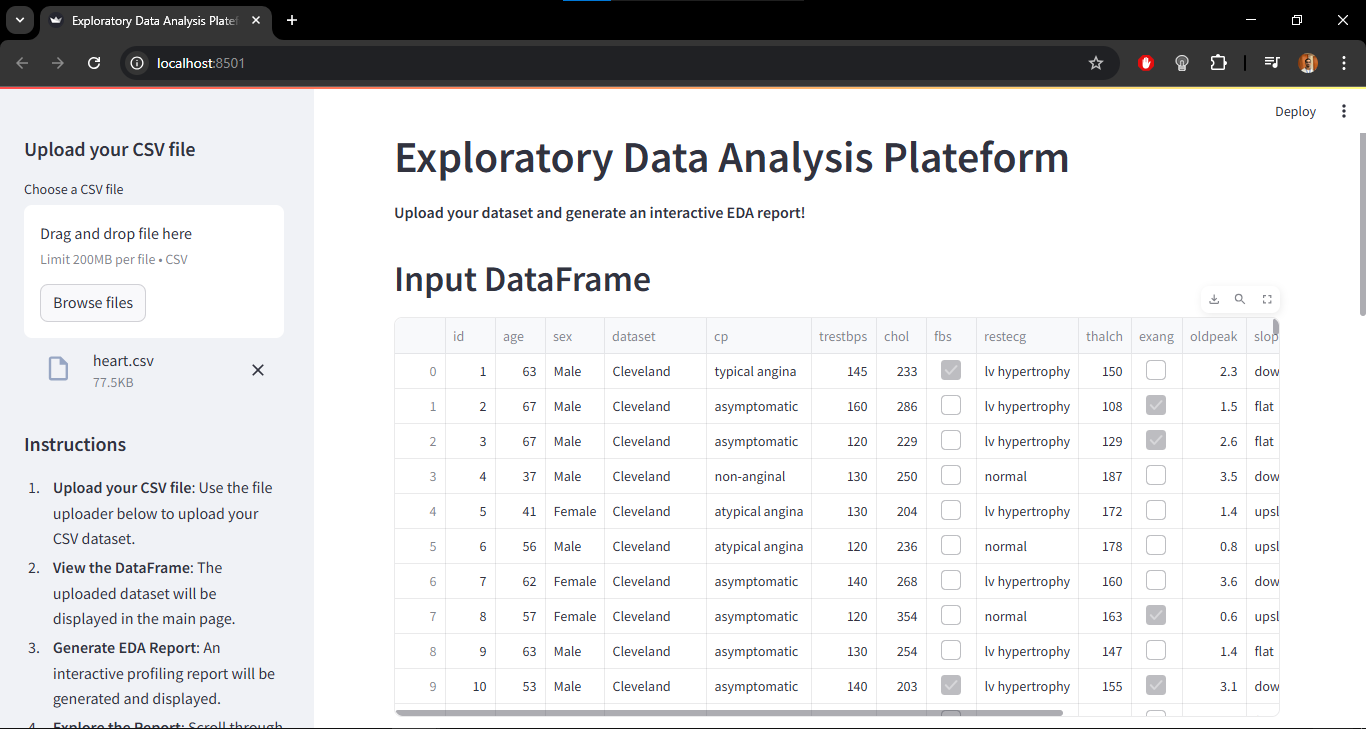 Exploratory Data Analysis Platef
localhost:8501
Deploy
Upload your CSV file
Choose a CSV file
Drag and drop file here
Limit 200MB per file • CSV
Browse files
heart.csv
77.5KB
Instructions
1. Upload your CSV file: Use the file
uploader below to upload your
CSV dataset.
2. View the DataFrame: The
uploaded dataset will be
displayed in the main page.
3. Generate EDA Report: An
interactive profiling report will be
generated and displayed.
4. Explore the Report: Scroll through
Exploratory Data Analysis Plateform
Upload your dataset and generate an interactive EDA report!
Input DataFrame
id age sex dataset cp trestbps chol fbs restecg thalch exang oldpeak slop
0 1 63 Male Cleveland typical angina 145 233 lv hypertrophy 150 2.3 dow
1 2 67 Male Cleveland asymptomatic 160 286 lv hypertrophy 108 1.5 flat
2 3 67 Male Cleveland asymptomatic 120 229 lv hypertrophy 129 2.6 flat
3 4 37 Male Cleveland non-anginal 130 250 normal 187 3.5 dow
4 5 41 Female Cleveland atypical angina 130 204 lv hypertrophy 172 1.4 upsl
5 6 56 Male Cleveland atypical angina 120 236 normal 178 0.8 upsl
6 7 62 Female Cleveland asymptomatic 140 268 lv hypertrophy 160 3.6 dow
7 8 57 Female Cleveland asymptomatic 120 354 normal 163 0.6 upsl
8 9 63 Male Cleveland asymptomatic 130 254 lv hypertrophy 147 1.4 flat
9 10 53 Male Cleveland asymptomatic 140 203 lv hypertrophy 155 3.1 dow